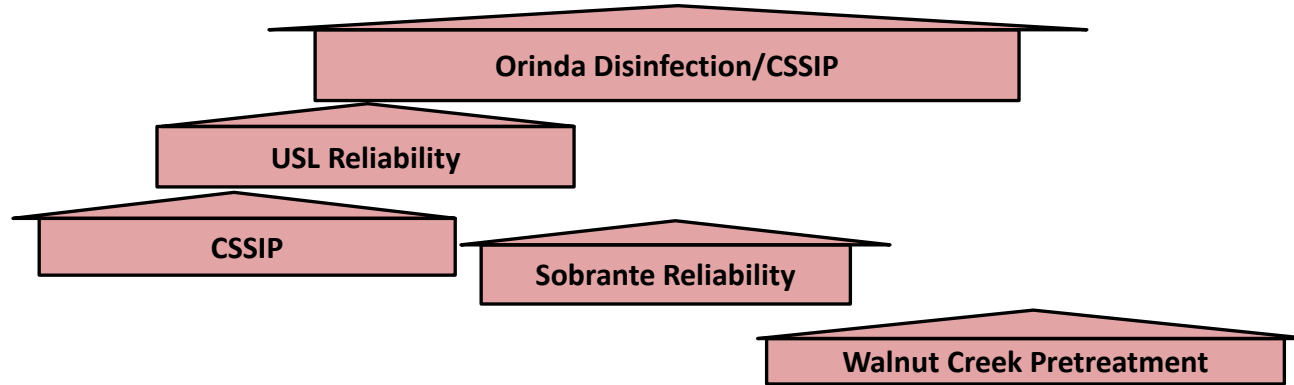 Orinda Disinfection/CSSIP
USL Reliability
CSSIP
Sobrante Reliability
Walnut Creek Pretreatment